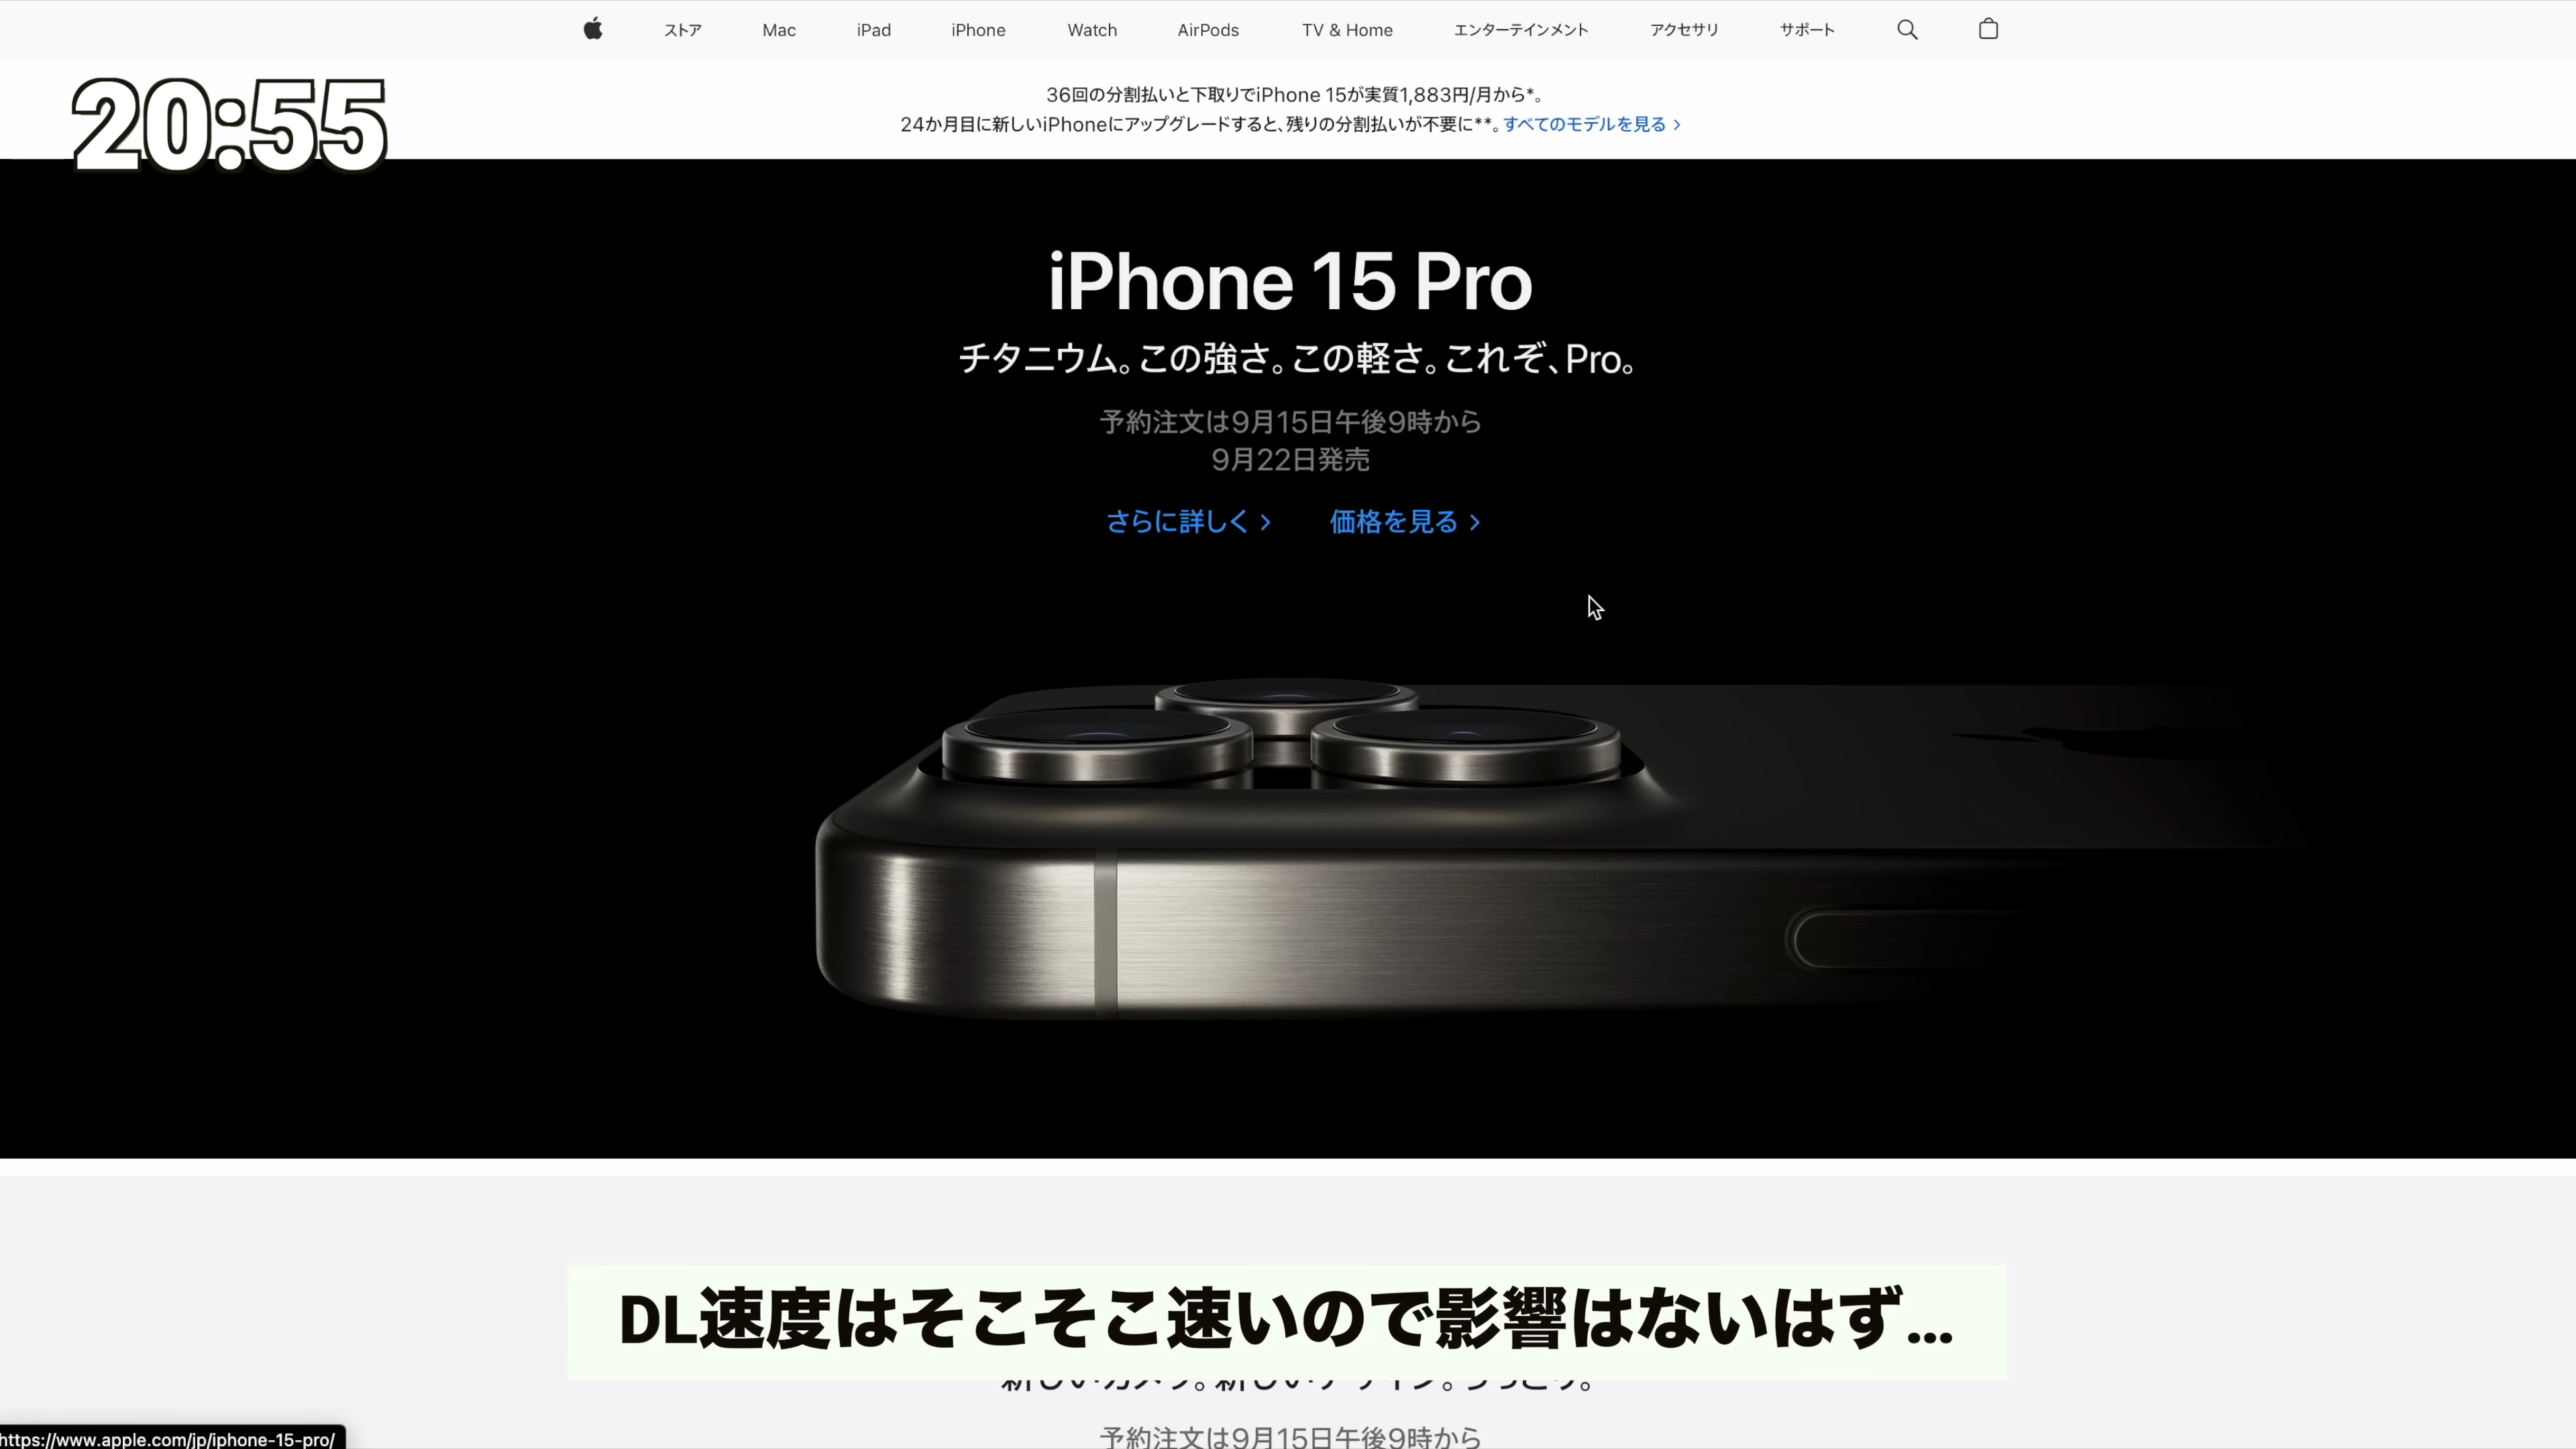 ストア Mac iPad iPhone Watch AirPods TV & Home エンターテインメント アクセサリ サポート
20:55
36回の分割払いと下取りでiPhone 15が実質1,883円/月から*。
24か月目に新しいiPhoneにアップグレードすると、残りの分割払いが不要に**。すべてのモデルを見る >
iPhone 15 Pro
チタニウム。この強さ。この軽さ。これぞ、Pro。
予約注文は9月15日午後9時から
9月22日発売
さらに詳しく > 価格を見る >
DL速度はそこそこ速いので影響はないはず...
予約注文は9月15日午後9時から
https://www.apple.com/jp/iphone-15-pro/